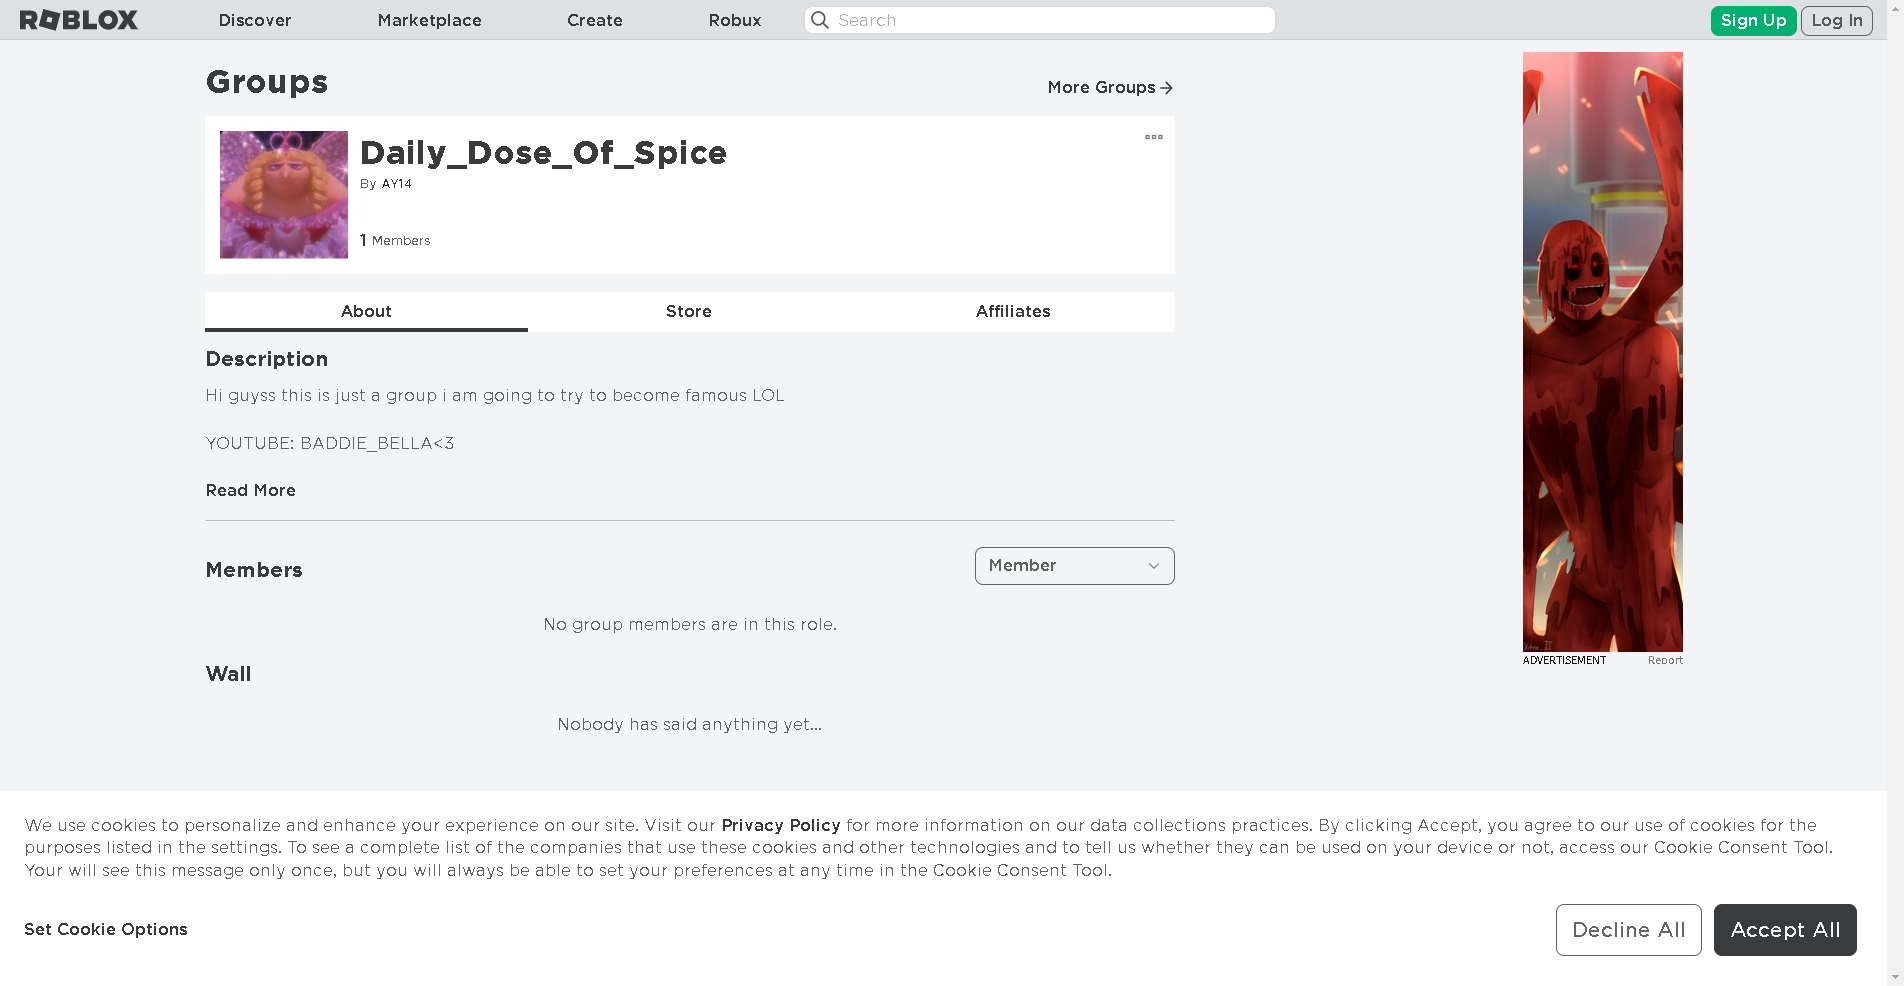 ROBLOX
Discover
Marketplace
Create
Robux
Search
Sign Up
Log In
Groups
More Groups
Daily_Dose_Of_Spice
By AY14
1 Members
About
Store
Affiliates
Description
Hi guyss this is just a group i am going to try to become famous LOL
YOUTUBE: BADDIE_BELLA<3
Read More
Members
Member
No group members are in this role.
Wall
Nobody has said anything yet...
ADVERTISEMENT
Report
We use cookies to personalize and enhance your experience on our site. Visit our Privacy Policy for more information on our data collections practices. By clicking Accept, you agree to our use of cookies for the
purposes listed in the settings. To see a complete list of the companies that use these cookies and other technologies and to tell us whether they can be used on your device or not, access our Cookie Consent Tool.
Your will see this message only once, but you will always be able to set your preferences at any time in the Cookie Consent Tool.
Set Cookie Options
Decline All
Accept All